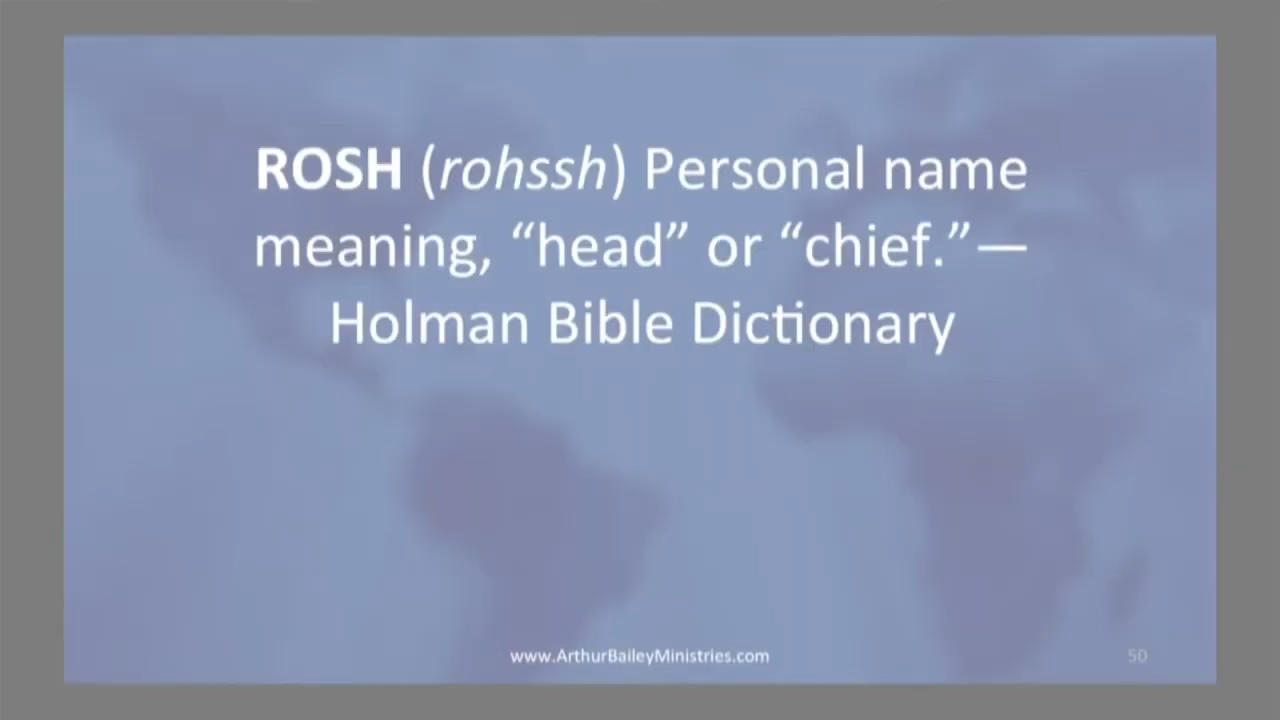 ROSH (rohssh) Personal name
meaning, “head” or “chief.”—
Holman Bible Dictionary
www.ArthurBaileyMinistries.com
50